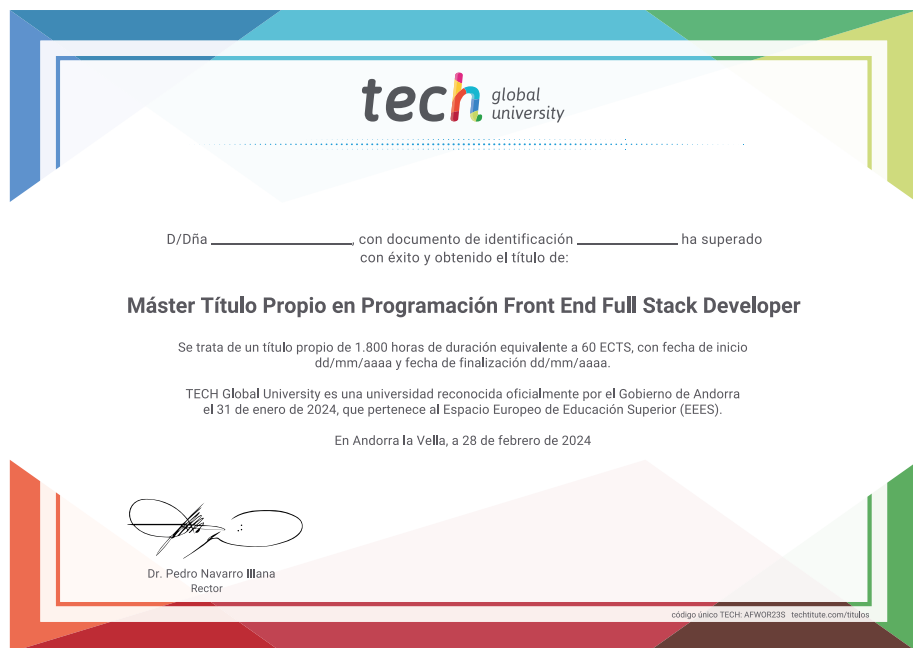 tech global university
D/Dña ______________, con documento de identificación __________ ha superado
con éxito y obtenido el título de:
Máster Título Propio en Programación Front End Full Stack Developer
Se trata de un título propio de 1.800 horas de duración equivalente a 60 ECTS, con fecha de inicio
dd/mm/aaaa y fecha de finalización dd/mm/aaaa.
TECH Global University es una universidad reconocida oficialmente por el Gobierno de Andorra
el 31 de enero de 2024, que pertenece al Espacio Europeo de Educación Superior (EEES).
En Andorra la Vella, a 28 de febrero de 2024
Dr. Pedro Navarro Illana
Rector
código único TECH: AFWOR23S techtitute.com/titulos